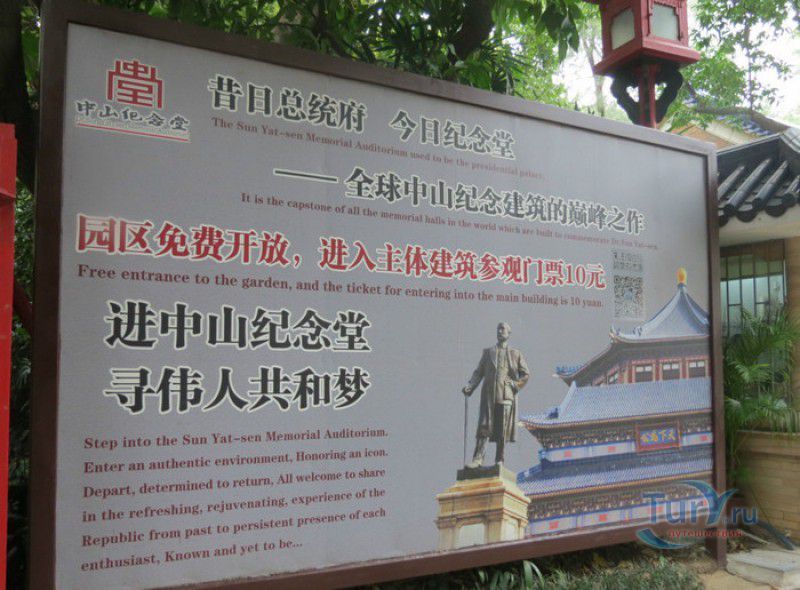 中山纪念堂
昔日总统府 今日纪念堂
The Sun Yat-sen Memorial Auditorium used to be the presidential palace.
——全球中山纪念建筑的巅峰之作
It is the capstone of all the memorial halls in the world which are built to commemorate Dr.Sun Yat-sen
园区免费开放，进入主体建筑参观门票10元
Free entrance to the garden, and the ticket for entering into the main building is 10 yuan.
进中山纪念堂
寻伟人共和梦
Step into the Sun Yat-sen Memorial Auditorium.
Enter an authentic environment, Honoring an icon.
Depart, determined to return, All welcome to share
in the refreshing, rejuvenating, experience of the
Republic from past to persistent presence of each
enthusiast, Known and yet to be...
公為下天
Tury.ru
путешествия